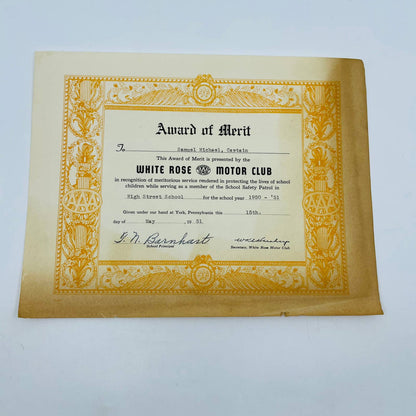 Award of Merit
To Samuel Michael, Captain
This Award of Merit is presented by the
WHITE ROSE AAA MOTOR CLUB
in recognition of meritorious service rendered in protecting the lives of school
children while serving as a member of the School Safety Patrol in
High Street School for the school year 1950 - '51
Given under our hand at York, Pennsylvania this 15th.
day of May 19 51.
G. N. Barnhart
School Principal
Secretary, White Rose Motor Club